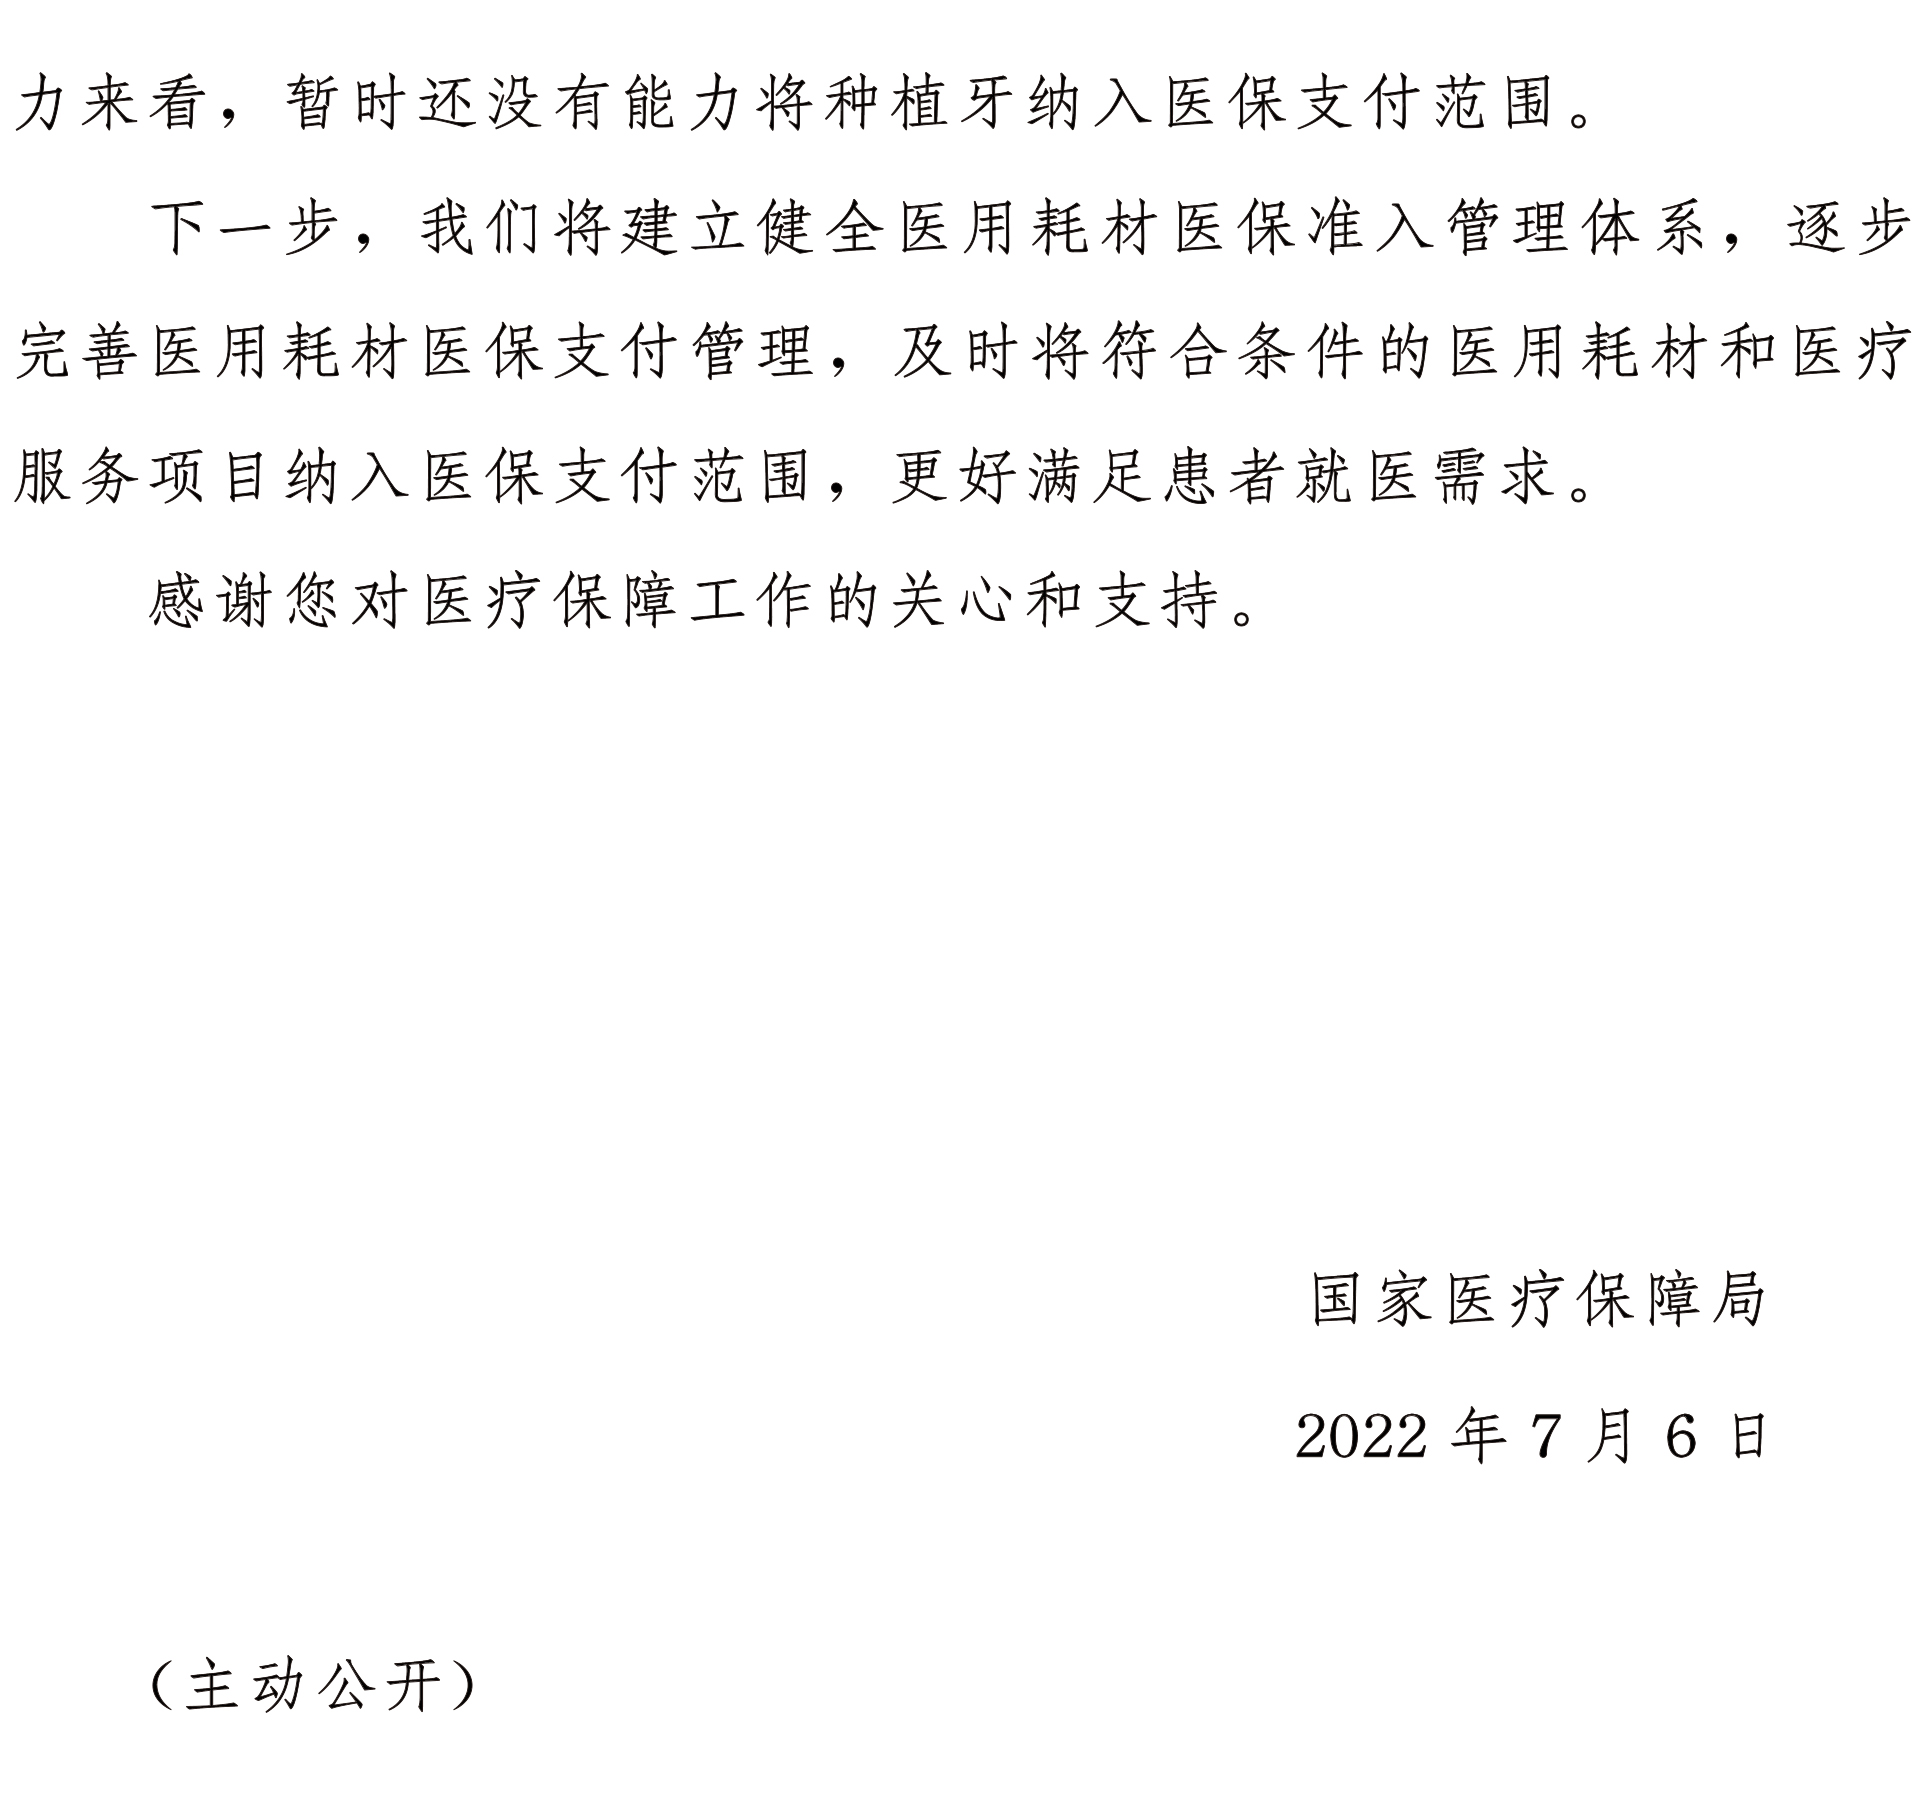 力来看，暂时还没有能力将种植牙纳入医保支付范围。
下一步，我们将建立健全医用耗材医保准入管理体系，逐步
完善医用耗材医保支付管理，及时将符合条件的医用耗材和医疗
服务项目纳入医保支付范围，更好满足患者就医需求。
感谢您对医疗保障工作的关心和支持。
国家医疗保障局
2022 年 7 月 6 日
（主动公开）